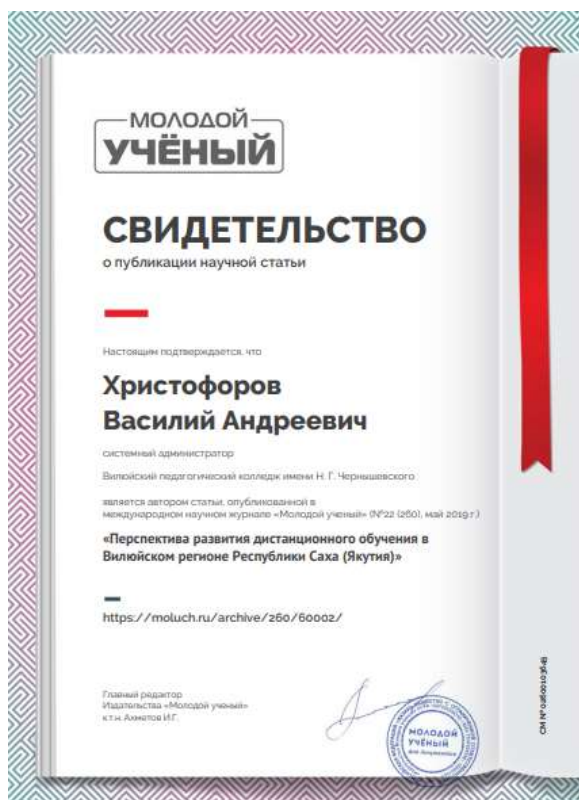 МОЛОДОЙ
УЧЁНЫЙ
СВИДЕТЕЛЬСТВО
о публикации научной статьи
Настоящим подтверждается, что
Христофоров
Василий Андреевич
системный администратор
Вилюйский педагогический колледж имени Н. Г. Чернышевского
является автором статьи, опубликованной в
международном научном журнале «Молодой ученый» (№22 (260), май 2019 г.)
«Перспектива развития дистанционного обучения в
Вилюйском регионе Республики Саха (Якутия)»
https://moluch.ru/archive/260/60002/
Главный редактор
Издательства «Молодой ученый»
к.т.н. Ахметов И.Г.
МОЛОДОЙ
УЧЁНЫЙ
СМ №02600103649